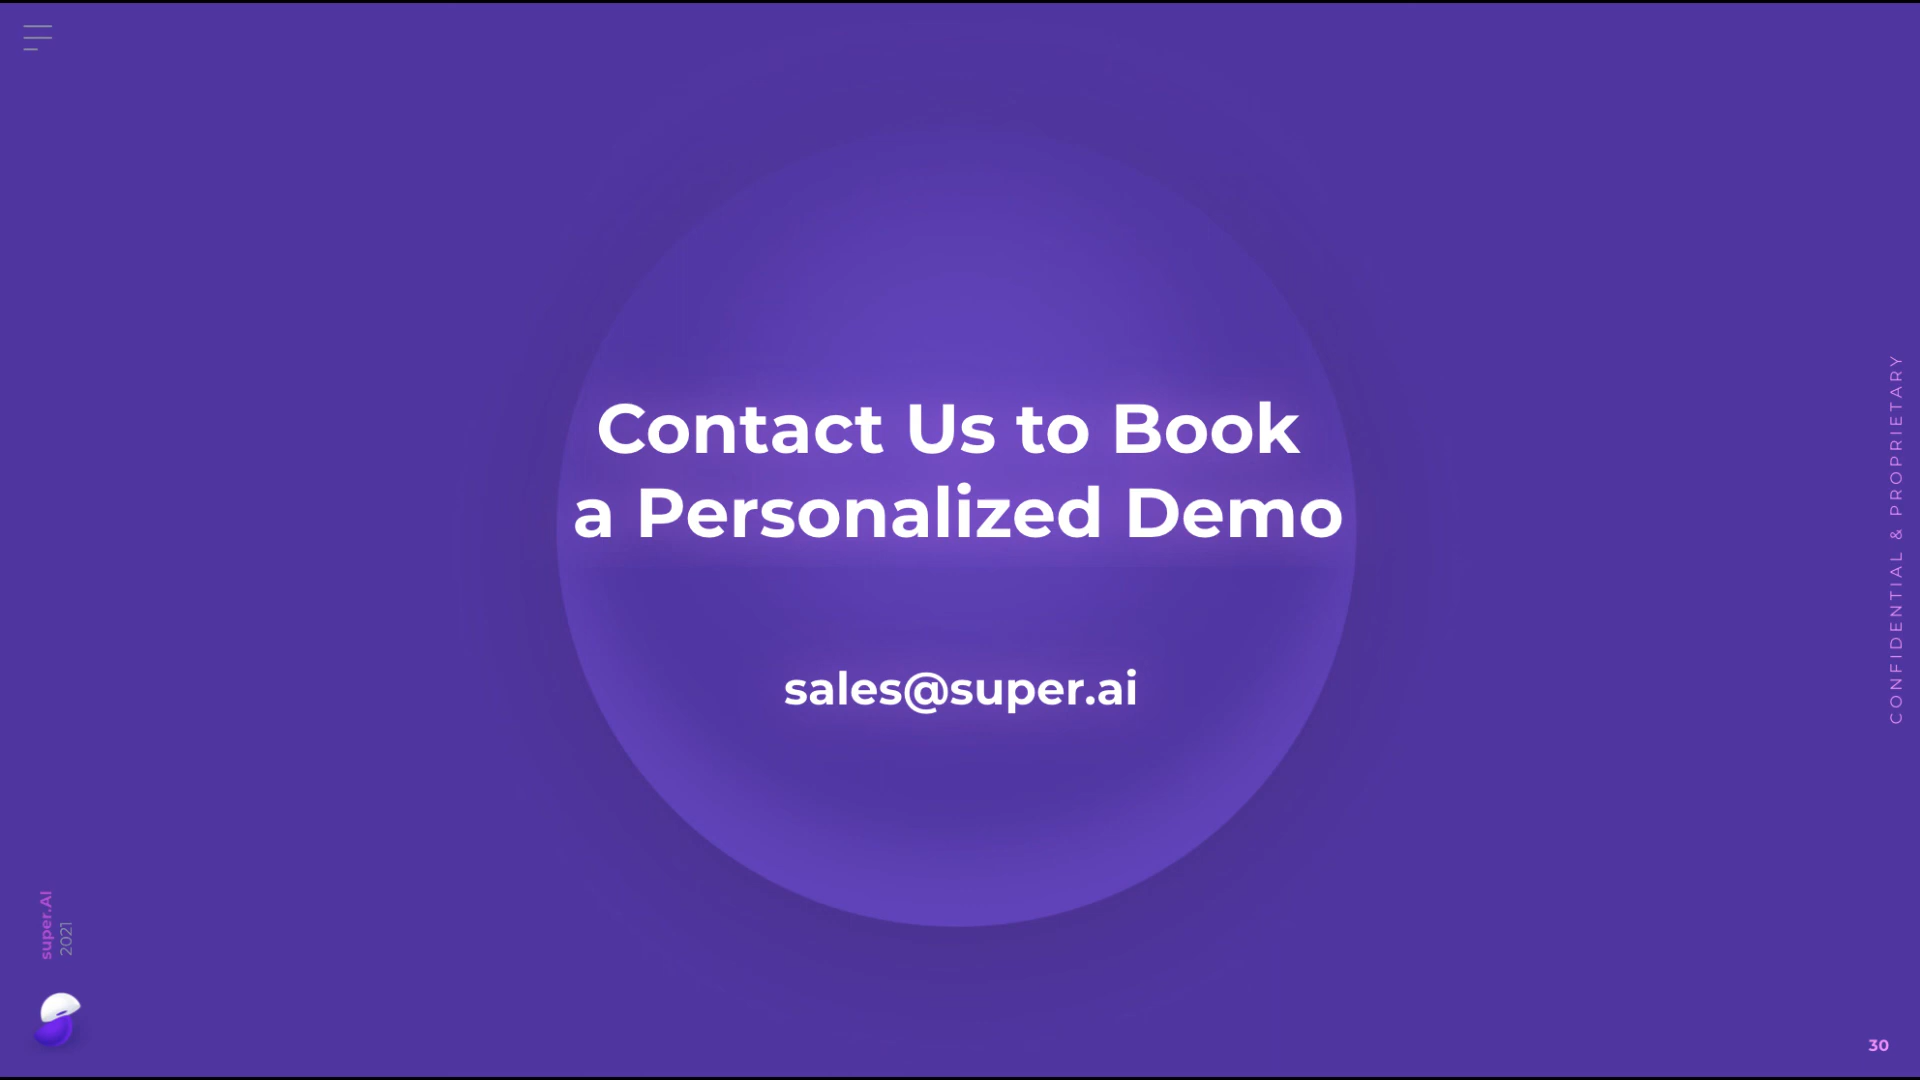 Contact Us to Book
a Personalized Demo
sales@super.ai
CONFIDENTIAL & PROPRIETARY
super.AI
2021
30